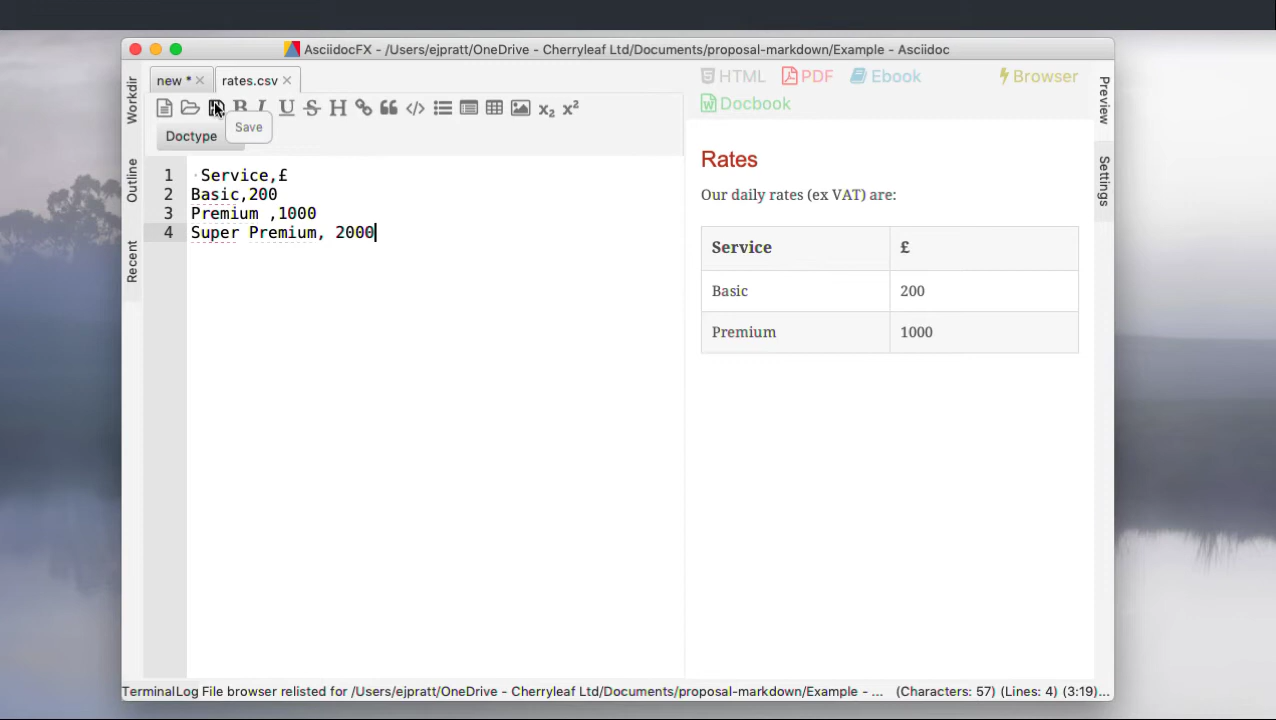 AsciidocFX - /Users/ejpratt/OneDrive - Cherryleaf Ltd/Documents/proposal-markdown/Example - Asciidoc
Workdir
Outline
Recent
new *
rates.csv
B I U S H
x2 x²
Save
Doctype
1 Service,£
2 Basic,200
3 Premium ,1000
4 Super Premium, 2000
HTML PDF Ebook Browser
Docbook
Preview
Settings
Rates
Our daily rates (ex VAT) are:
Service £
Basic 200
Premium 1000
TerminalLog File browser relisted for /Users/ejpratt/OneDrive - Cherryleaf Ltd/Documents/proposal-markdown/Example - ... (Characters: 57) (Lines: 4) (3:19)...